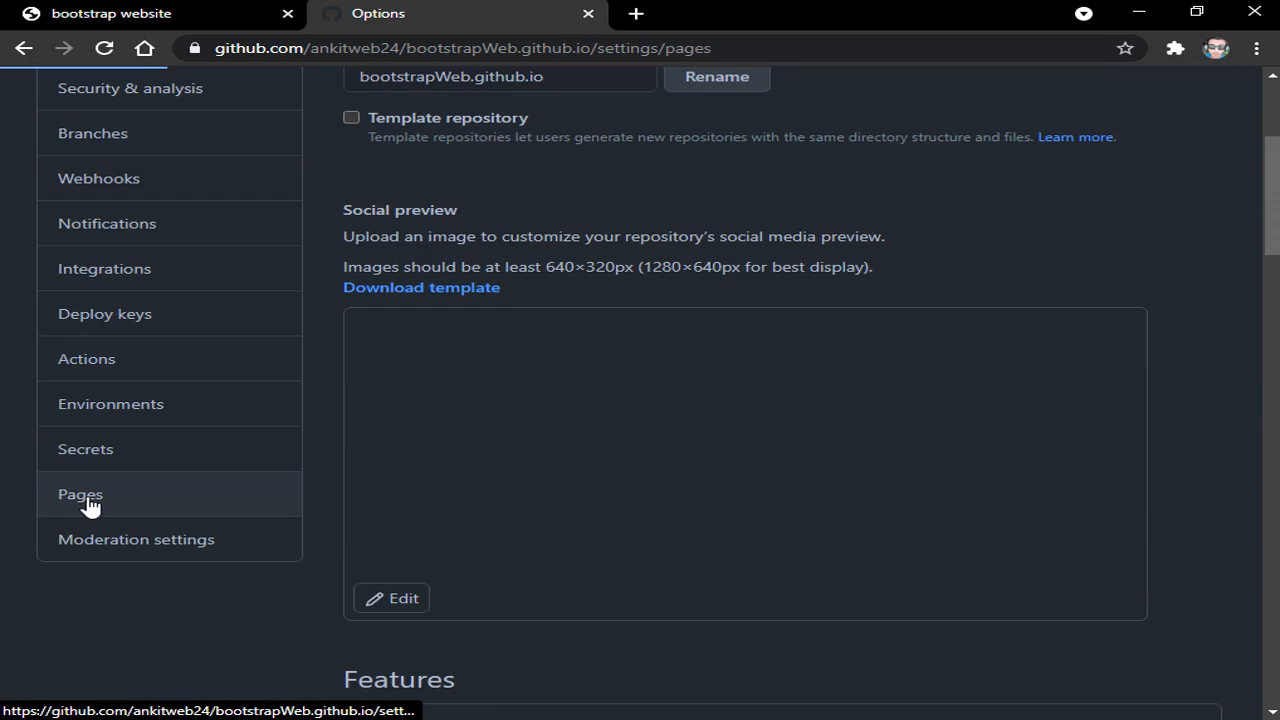 bootstrap website
Options
github.com/ankitweb24/bootstrapWeb.github.io/settings/pages
Security & analysis
Branches
Webhooks
Notifications
Integrations
Deploy keys
Actions
Environments
Secrets
Pages
Moderation settings
bootstrapWeb.github.io
Rename
Template repository
Template repositories let users generate new repositories with the same directory structure and files. Learn more.
Social preview
Upload an image to customize your repository's social media preview.
Images should be at least 640×320px (1280×640px for best display).
Download template
Edit
Features
https://github.com/ankitweb24/bootstrapWeb.github.io/sett...